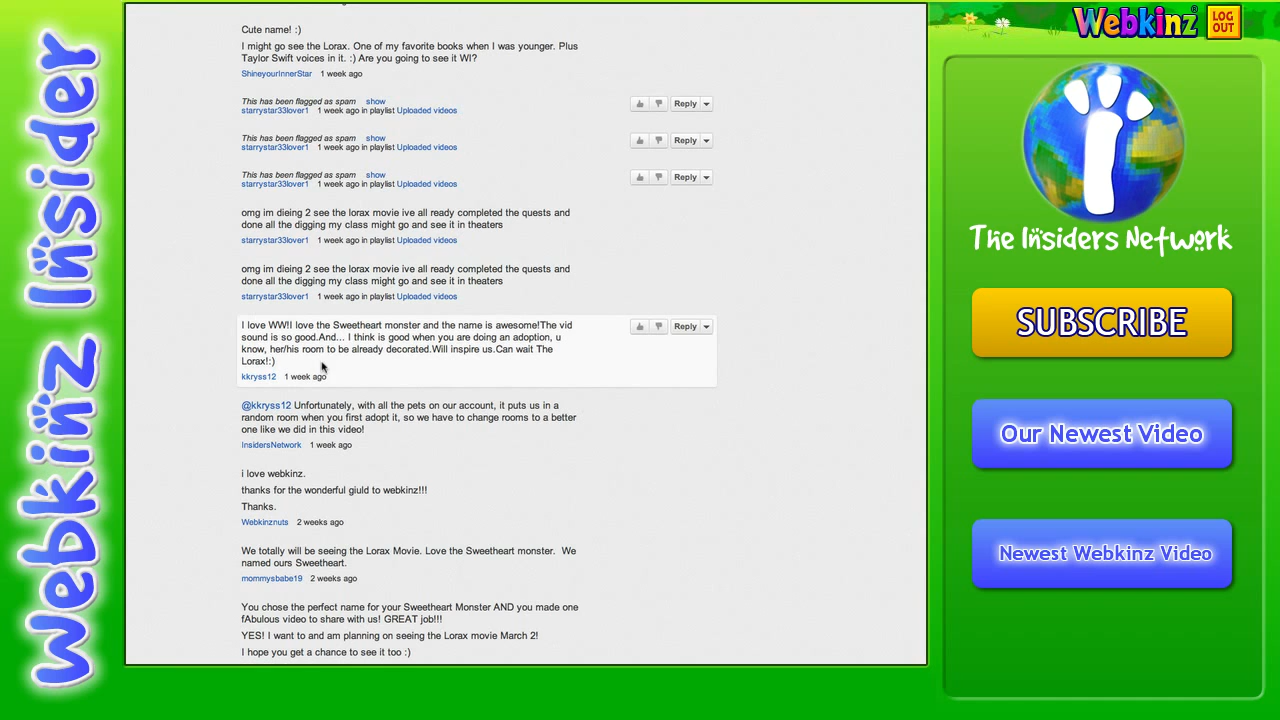 Webkinz Insider
Cute name! :)
I might go see the Lorax. One of my favorite books when I was younger. Plus
Taylor Swift voices in it. :) Are you going to see it WI?
ShineyourInnerStar 1 week ago
This has been flagged as spam show
starrystar33lover1 1 week ago in playlist Uploaded videos
Reply
This has been flagged as spam show
starrystar33lover1 1 week ago in playlist Uploaded videos
Reply
This has been flagged as spam show
starrystar33lover1 1 week ago in playlist Uploaded videos
Reply
omg im dieing 2 see the lorax movie ive all ready completed the quests and
done all the digging my class might go and see it in theaters
starrystar33lover1 1 week ago in playlist Uploaded videos
omg im dieing 2 see the lorax movie ive all ready completed the quests and
done all the digging my class might go and see it in theaters
starrystar33lover1 1 week ago in playlist Uploaded videos
I love WW!I love the Sweetheart monster and the name is awesome!The vid
sound is so good.And... I think is good when you are doing an adoption, u
know, her/his room to be already decorated.Will inspire us.Can wait The
Lorax!:)
kkryss12 1 week ago
Reply
@kkryss12 Unfortunately, with all the pets on our account, it puts us in a
random room when you first adopt it, so we have to change rooms to a better
one like we did in this video!
InsidersNetwork 1 week ago
i love webkinz.
thanks for the wonderful giuld to webkinz!!!
Thanks.
Webkinznuts 2 weeks ago
We totally will be seeing the Lorax Movie. Love the Sweetheart monster. We
named ours Sweetheart.
mommysbabe19 2 weeks ago
You chose the perfect name for your Sweetheart Monster AND you made one
fAbulous video to share with us! GREAT job!!!
YES! I want to and am planning on seeing the Lorax movie March 2!
I hope you get a chance to see it too :)
Webkinz®
LOG
OUT
The Insiders Network
SUBSCRIBE
Our Newest Video
Newest Webkinz Video